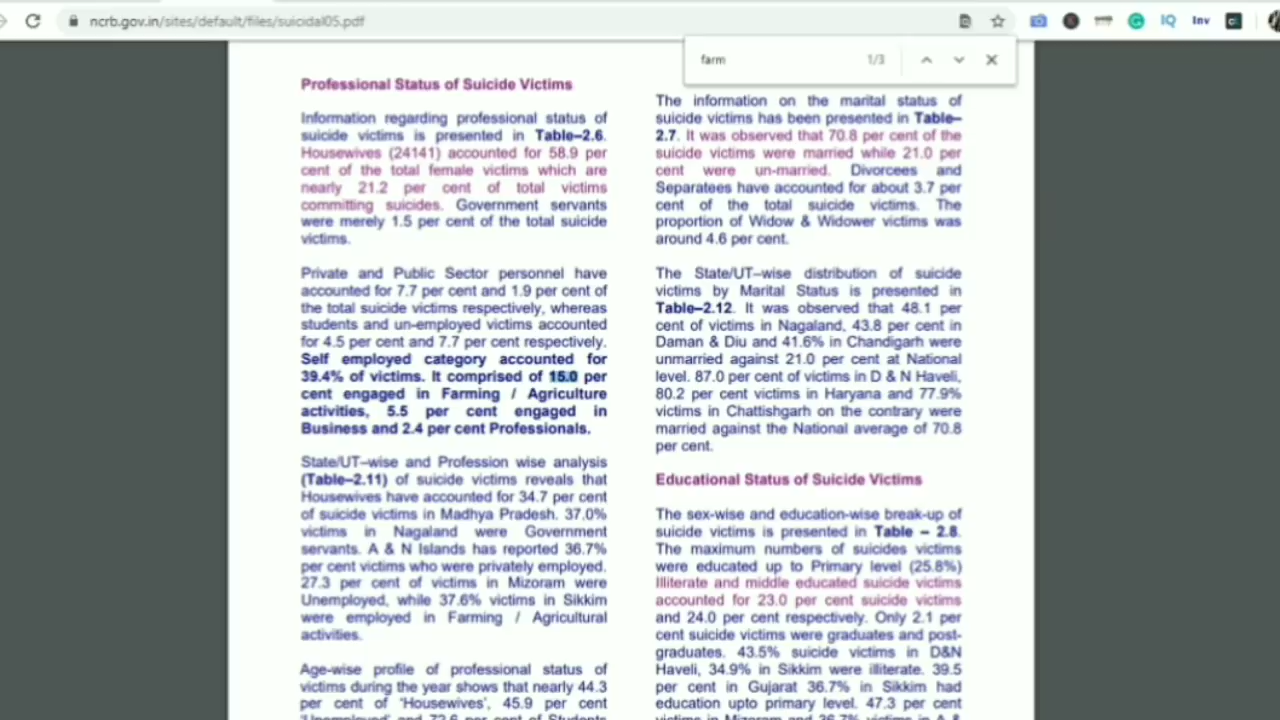 ncrb.gov.in/sites/default/files/suicidal05.pdf
IQ
Inv
farm
1/3
Professional Status of Suicide Victims
Information regarding professional status of
suicide victims is presented in Table–2.6.
Housewives (24141) accounted for 58.9 per
cent of the total female victims which are
nearly 21.2 per cent of total victims
committing suicides. Government servants
were merely 1.5 per cent of the total suicide
victims.
Private and Public Sector personnel have
accounted for 7.7 per cent and 1.9 per cent of
the total suicide victims respectively, whereas
students and un-employed victims accounted
for 4.5 per cent and 7.7 per cent respectively.
Self employed category accounted for
39.4% of victims. It comprised of 15.0 per
cent engaged in Farming / Agriculture
activities, 5.5 per cent engaged in
Business and 2.4 per cent Professionals.
State/UT–wise and Profession wise analysis
(Table–2.11) of suicide victims reveals that
Housewives have accounted for 34.7 per cent
of suicide victims in Madhya Pradesh. 37.0%
victims in Nagaland were Government
servants. A & N Islands has reported 36.7%
per cent victims who were privately employed.
27.3 per cent of victims in Mizoram were
Unemployed, while 37.6% victims in Sikkim
were employed in Farming / Agricultural
activities.
Age-wise profile of professional status of
victims during the year shows that nearly 44.3
per cent of 'Housewives', 45.9 per cent
'Unemployed' and 72.6 per cent of Students
The information on the marital status of
suicide victims has been presented in Table–
2.7. It was observed that 70.8 per cent of the
suicide victims were married while 21.0 per
cent were un-married. Divorcees and
Separatees have accounted for about 3.7 per
cent of the total suicide victims. The
proportion of Widow & Widower victims was
around 4.6 per cent.
The State/UT–wise distribution of suicide
victims by Marital Status is presented in
Table–2.12. It was observed that 48.1 per
cent of victims in Nagaland, 43.8 per cent in
Daman & Diu and 41.6% in Chandigarh were
unmarried against 21.0 per cent at National
level. 87.0 per cent of victims in D & N Haveli,
80.2 per cent victims in Haryana and 77.9%
victims in Chattishgarh on the contrary were
married against the National average of 70.8
per cent.
Educational Status of Suicide Victims
The sex-wise and education-wise break-up of
suicide victims is presented in Table – 2.8.
The maximum numbers of suicides victims
were educated up to Primary level (25.8%)
Illiterate and middle educated suicide victims
accounted for 23.0 per cent suicide victims
and 24.0 per cent respectively. Only 2.1 per
cent suicide victims were graduates and post-
graduates. 43.5% suicide victims in D&N
Haveli, 34.9% in Sikkim were illiterate. 39.5
per cent in Gujarat 36.7% in Sikkim had
education upto primary level. 47.3 per cent
victims in Mizoram and 36.7% victims in A &